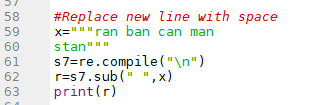 57
58 #Replace new line with space
59 x="""ran ban can man
60 stan"""
61 s7=re.compile("\n")
62 r=s7.sub(" ",x)
63 print(r)